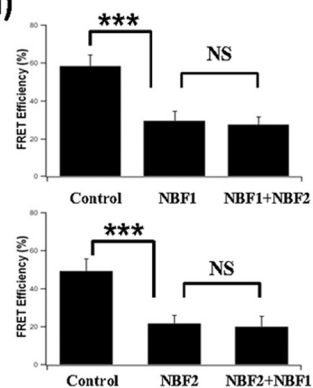 ***
NS
80
60
40
20
0
FRET Efficiency (%)
Control NBF1 NBF1+NBF2
***
NS
80
60
40
20
0
FRET Efficiency (%)
Control NBF2 NBF2+NBF1